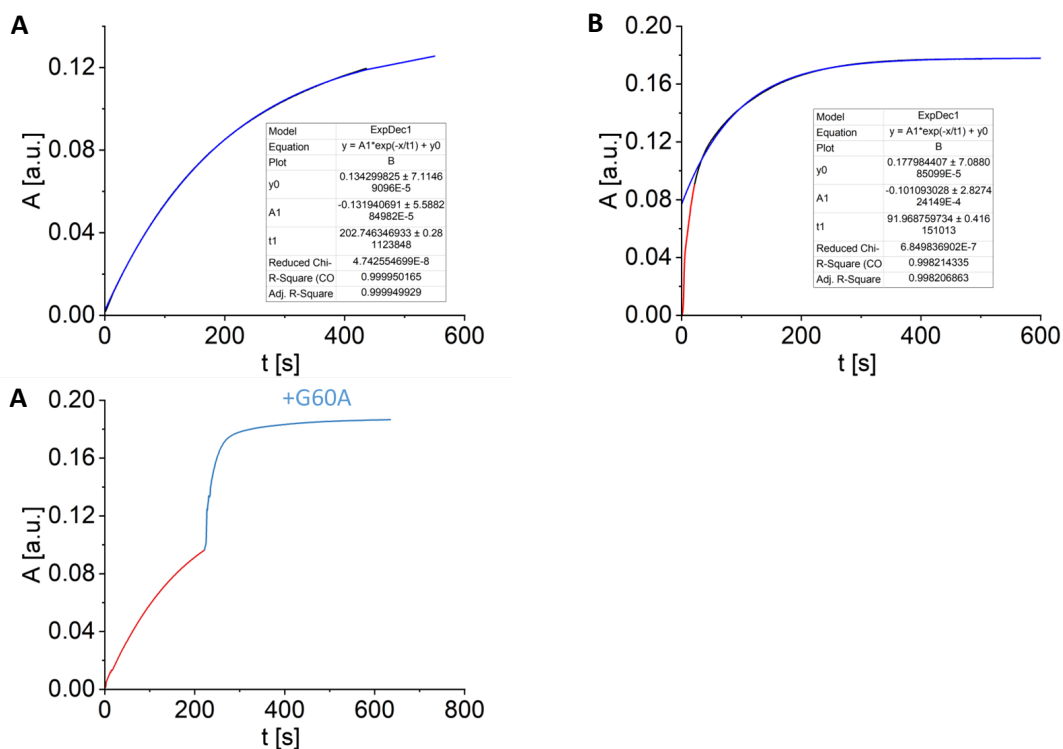 A
A [a.u.]
0.12
0.08
0.04
0.00
0 200 400 600
t [s]
Model ExpDec1
Equation y = A1*exp(-x/t1) + y0
Plot B
y0 0.134299825 ± 7.1146
9096E-5
A1 -0.131940691 ± 5.5882
84982E-5
t1 202.746346933 ± 0.28
1123848
Reduced Chi- 4.742554699E-8
R-Square (CO 0.999950165
Adj. R-Square 0.999949929
B
A [a.u.]
0.20
0.16
0.12
0.08
0.04
0.00
0 200 400 600
t [s]
Model ExpDec1
Equation y = A1*exp(-x/t1) + y0
Plot B
y0 0.177984407 ± 7.0880
85099E-5
A1 -0.101093028 ± 2.8274
24149E-4
t1 91.968759734 ± 0.416
151013
Reduced Chi- 6.849836902E-7
R-Square (CO 0.998214335
Adj. R-Square 0.998206863
A
+G60A
A [a.u.]
0.20
0.16
0.12
0.08
0.04
0.00
0 200 400 600 800
t [s]